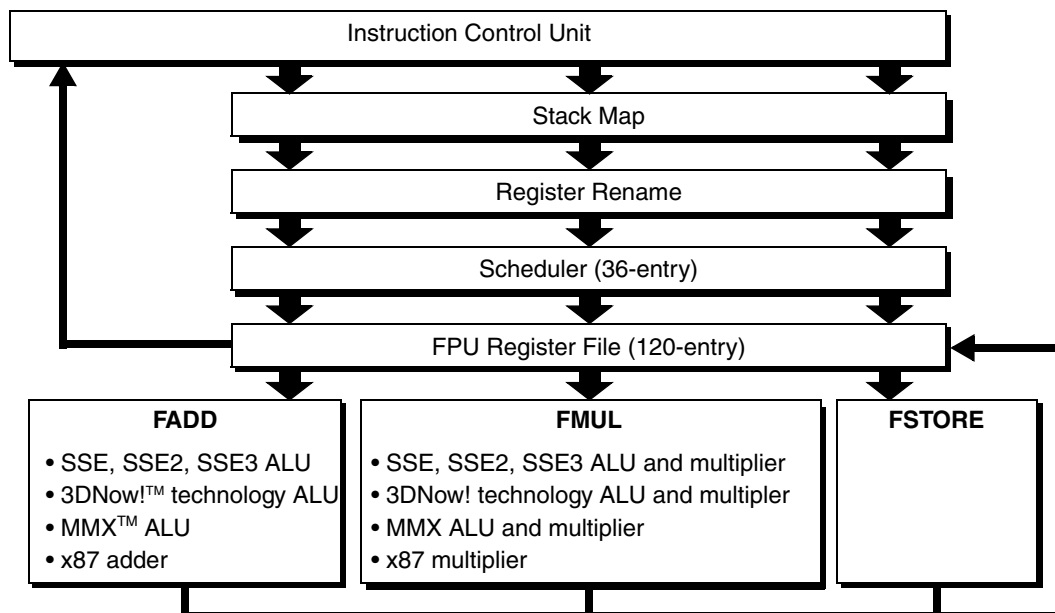 Instruction Control Unit
Stack Map
Register Rename
Scheduler (36-entry)
FPU Register File (120-entry)
FADD
• SSE, SSE2, SSE3 ALU
• 3DNow!™ technology ALU
• MMX™ ALU
• x87 adder
FMUL
• SSE, SSE2, SSE3 ALU and multiplier
• 3DNow! technology ALU and multipler
• MMX ALU and multiplier
• x87 multiplier
FSTORE